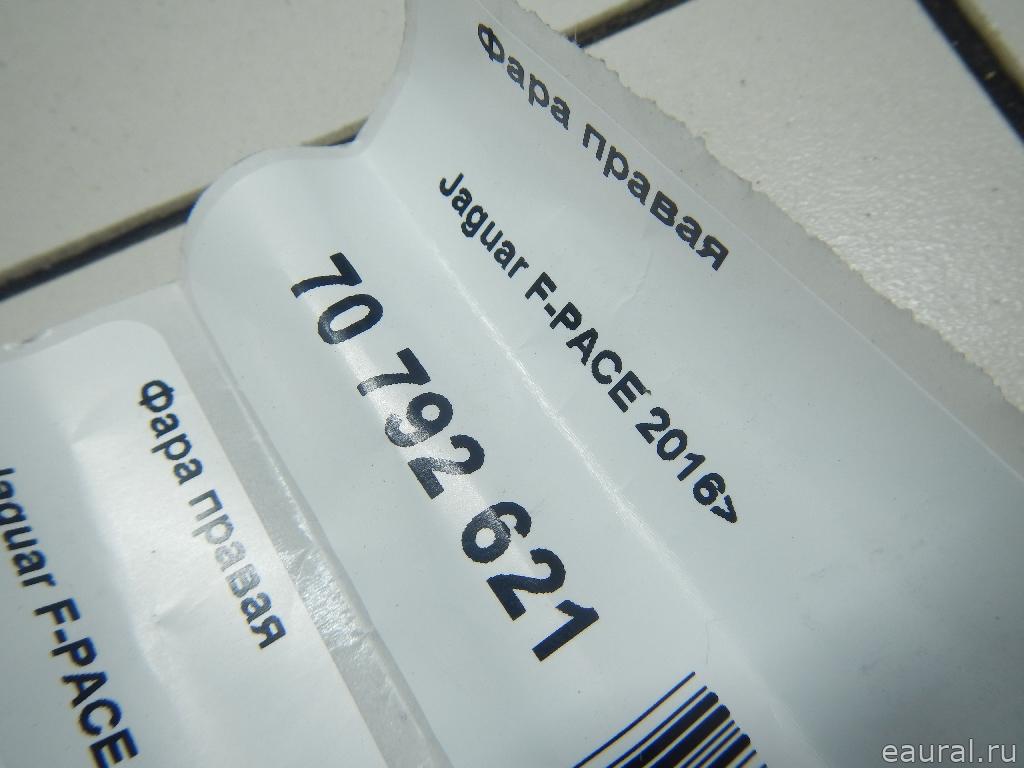 Фара правая
Jaguar F-PACE 2016>
70 792 621
Фара правая
Jaguar F-PACE
eaural.ru